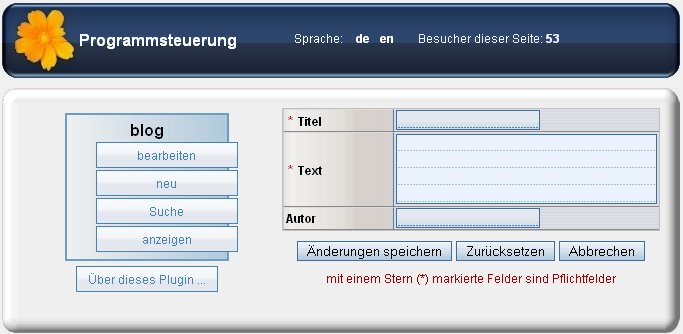 Programmsteuerung
Sprache: de en
Besucher dieser Seite: 53
blog
bearbeiten
neu
Suche
anzeigen
Über dieses Plugin ...
* Titel
* Text
Autor
Änderungen speichern
Zurücksetzen
Abbrechen
mit einem Stern (*) markierte Felder sind Pflichtfelder